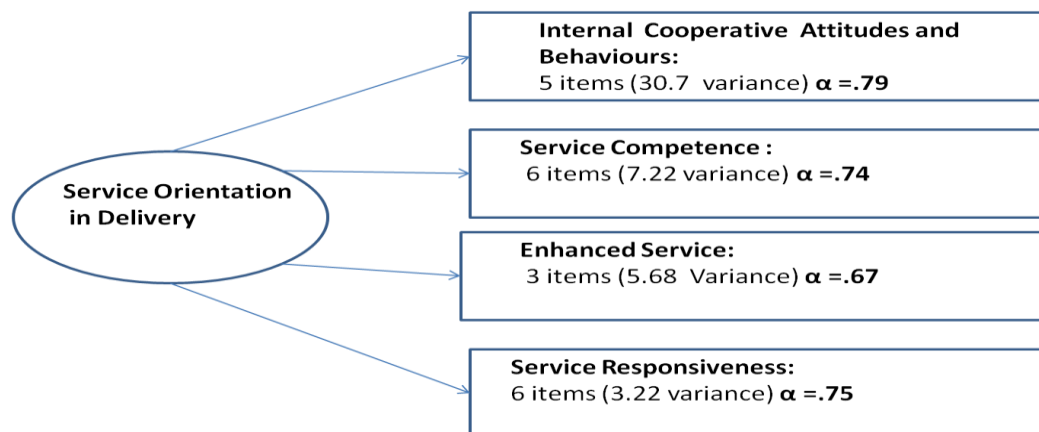 Internal Cooperative Attitudes and
Behaviours:
5 items (30.7 variance) α =.79
Service Competence :
6 items (7.22 variance) α =.74
Service Orientation
in Delivery
Enhanced Service:
3 items (5.68 Variance) α =.67
Service Responsiveness:
6 items (3.22 variance) α =.75